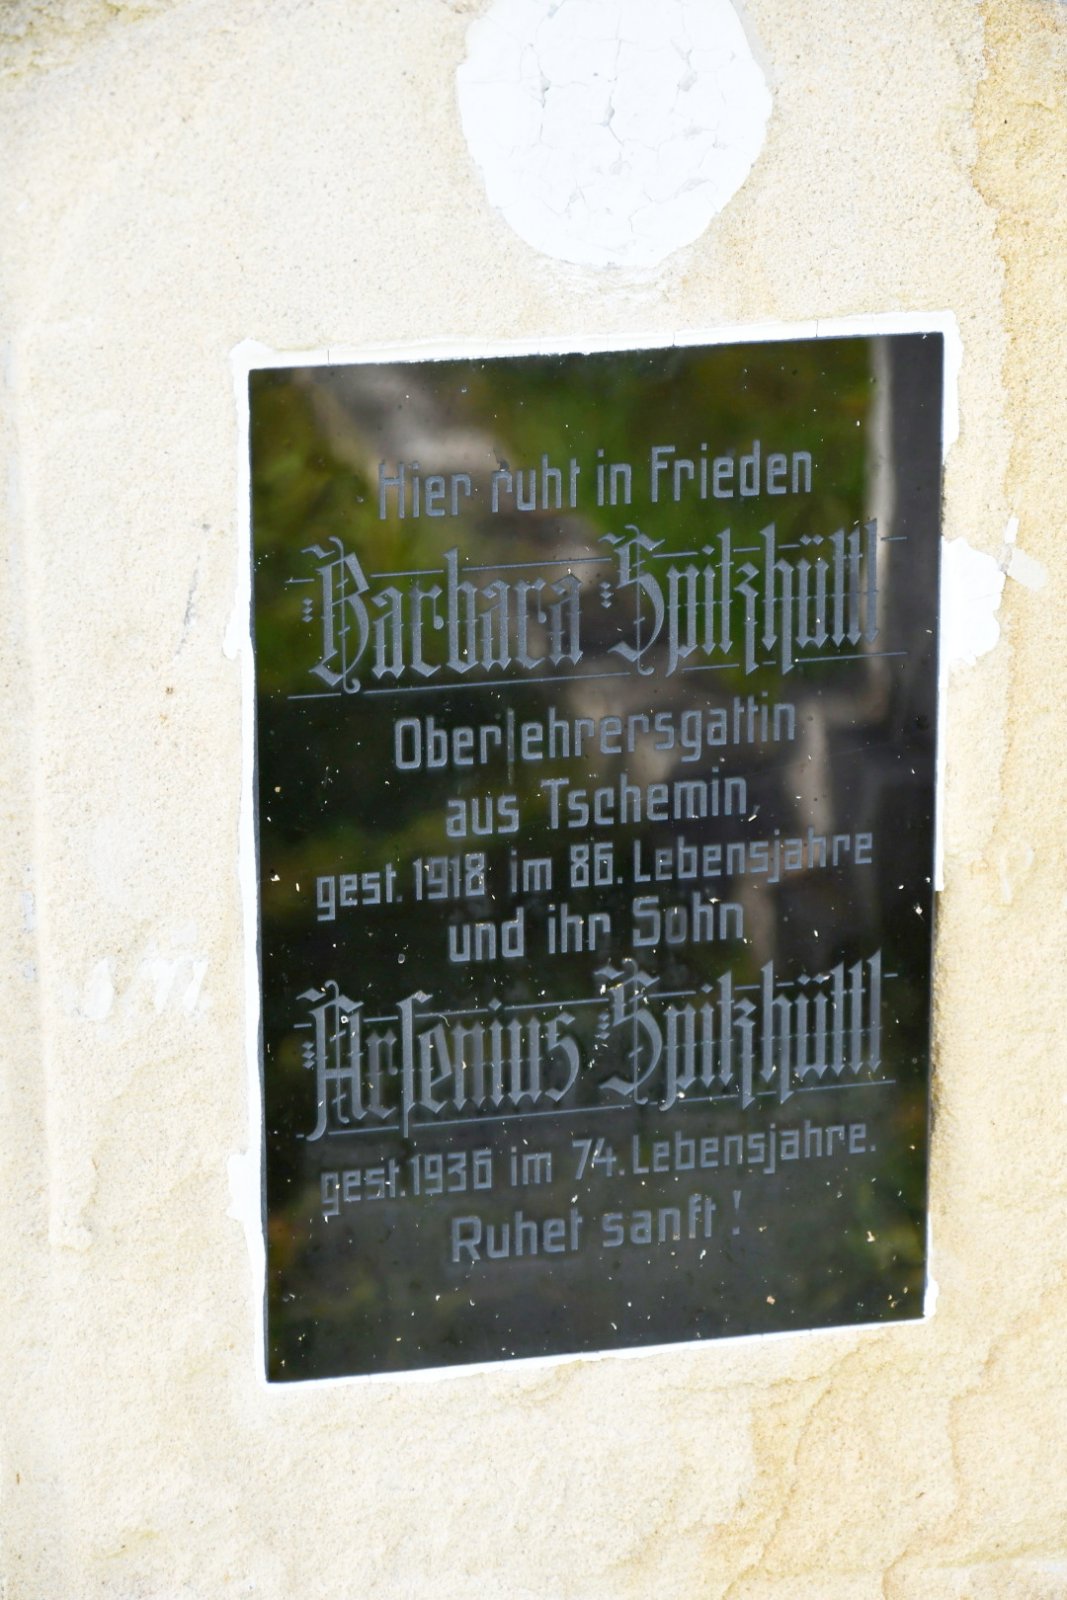 Hier ruht in Frieden
Barbara Spitzhüttl
Oberlehrersgattin
aus Tschemin,
gest. 1918 im 86. Lebensjahre
und ihr Sohn
Arsenius Spitzhüttl
gest. 1936 im 74. Lebensjahre.
Ruhet sanft!